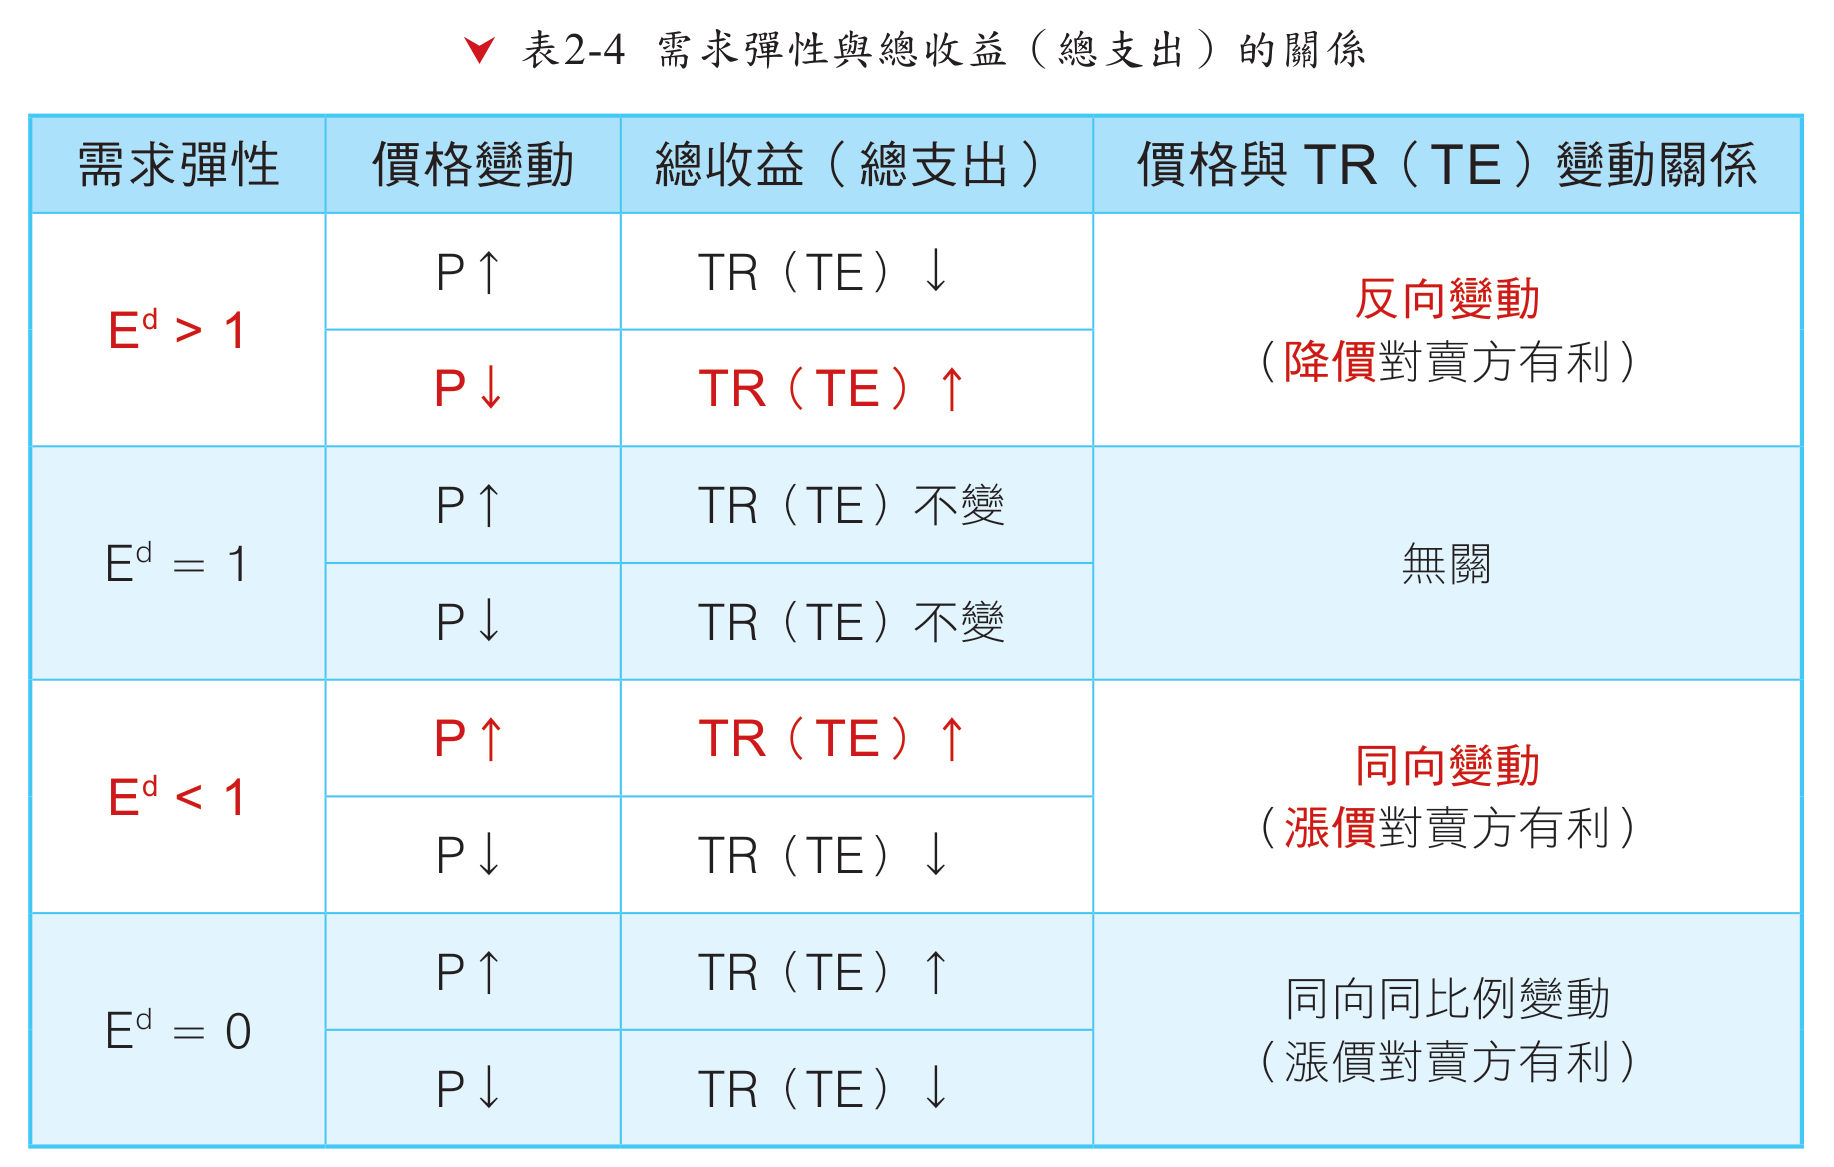 表2-4 需求彈性與總收益（總支出）的關係
需求彈性 價格變動 總收益（總支出） 價格與 TR（TE）變動關係
Eᵈ > 1
P↑ TR（TE）↓
P↓ TR（TE）↑
反向變動
（降價對賣方有利）
Eᵈ = 1
P↑ TR（TE）不變
P↓ TR（TE）不變
無關
Eᵈ < 1
P↑ TR（TE）↑
P↓ TR（TE）↓
同向變動
（漲價對賣方有利）
Eᵈ = 0
P↑ TR（TE）↑
P↓ TR（TE）↓
同向同比例變動
（漲價對賣方有利）